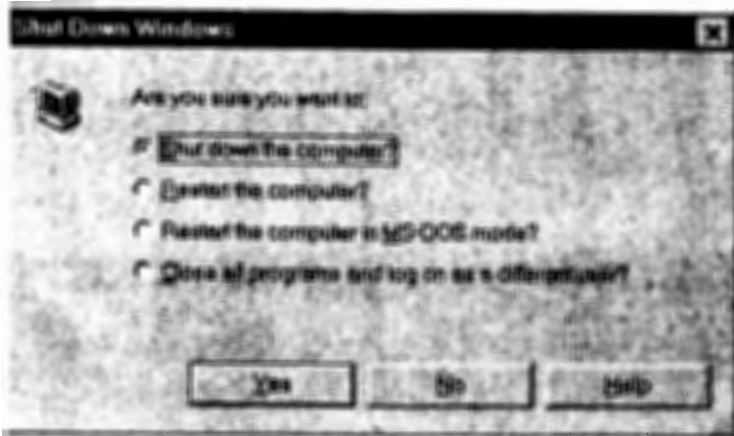 Shut Down Windows
Are you sure you want to:
Shut down the computer?
Restart the computer?
Restart the computer in MS-DOS mode?
Close all programs and log on as a different user?
Yes
No
Help